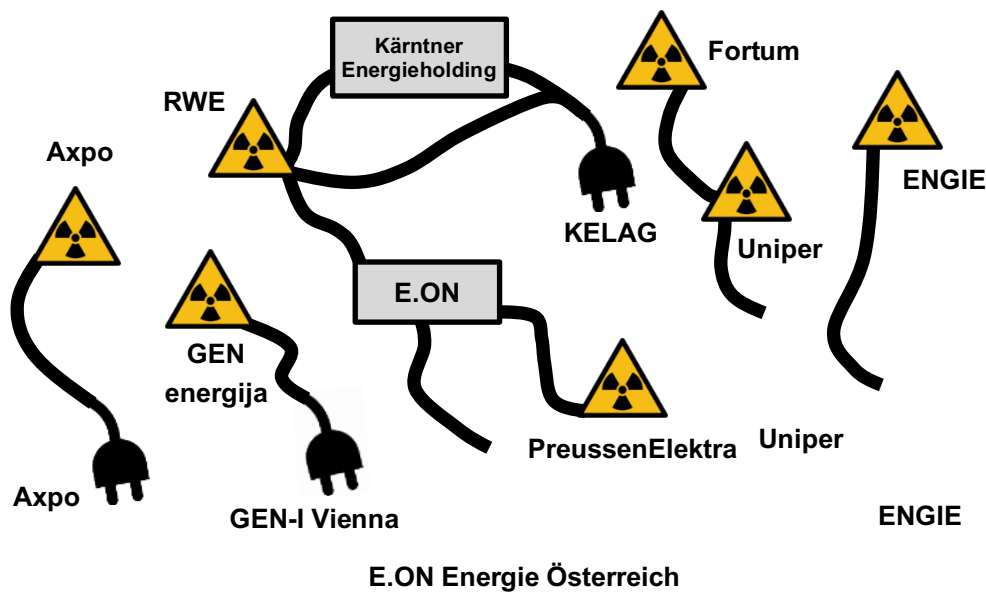 Kärntner
Energieholding
Fortum
RWE
Axpo
ENGIE
KELAG
Uniper
E.ON
GEN
energija
PreussenElektra
Uniper
Axpo
GEN-I Vienna
ENGIE
E.ON Energie Österreich